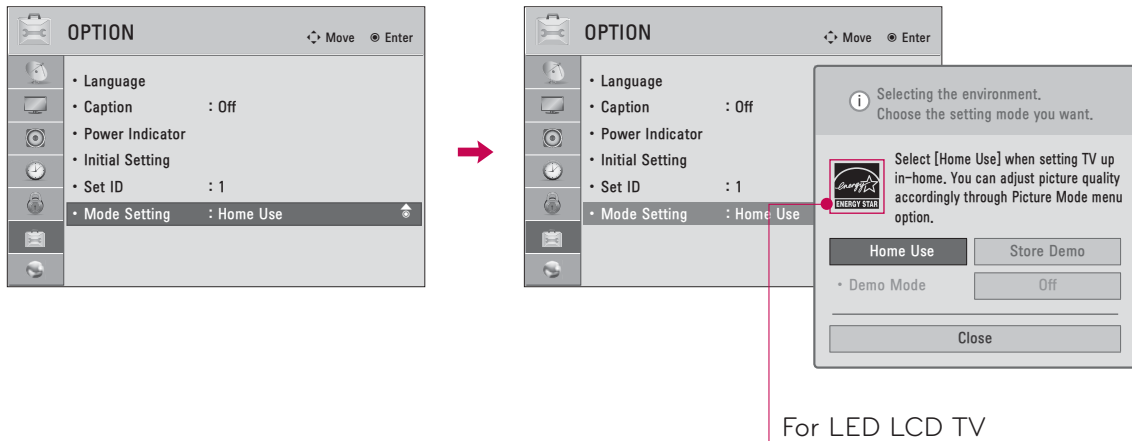 OPTION
Move
Enter
• Language
• Caption : Off
• Power Indicator
• Initial Setting
• Set ID : 1
• Mode Setting : Home Use
OPTION
Move
Enter
• Language
• Caption : Off
• Power Indicator
• Initial Setting
• Set ID : 1
• Mode Setting : Home Use
i
Selecting the environment.
Choose the setting mode you want.
energy
ENERGY STAR
Select [Home Use] when setting TV up
in-home. You can adjust picture quality
accordingly through Picture Mode menu
option.
Home Use
Store Demo
• Demo Mode
Off
Close
For LED LCD TV